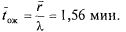 t̄ож = r̄/λ = 1,56 мин.